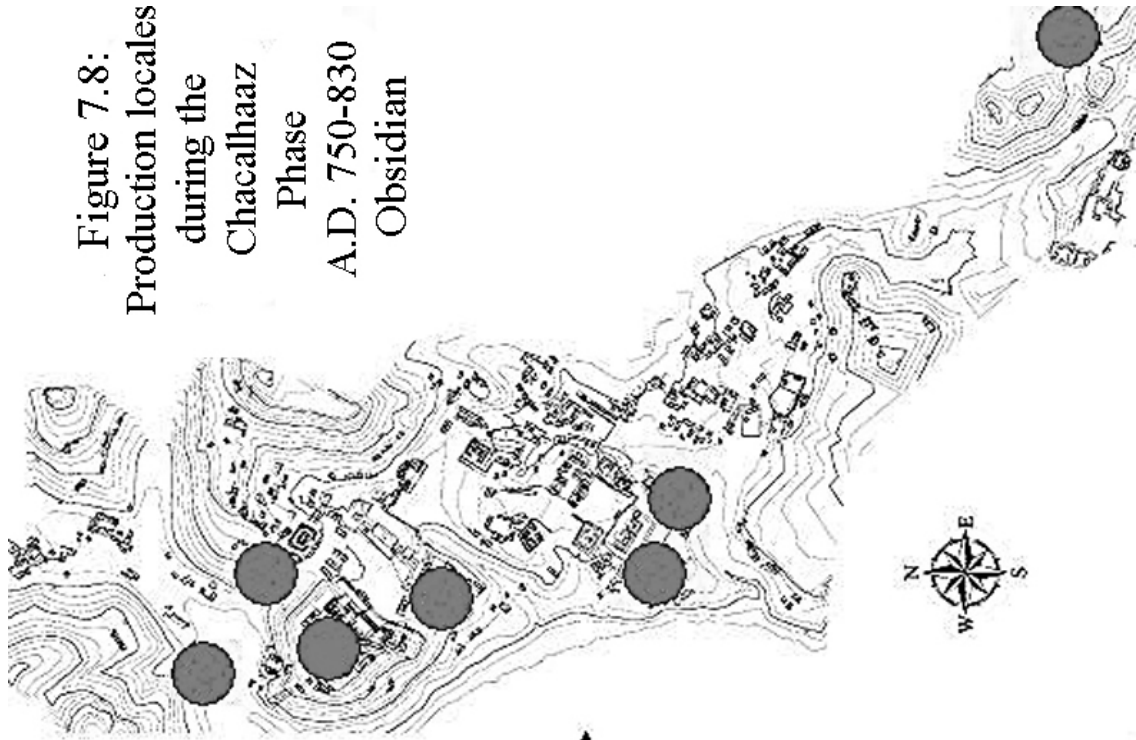 Figure 7.8:
Production locales
during the
Chacalhaaz
Phase
A.D. 750-830
Obsidian
N
W E
S